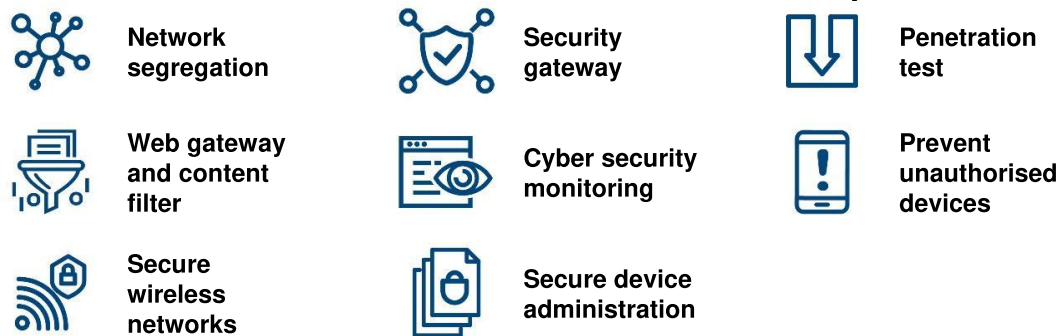 Network
segregation
Security
gateway
Penetration
test
Web gateway
and content
filter
Cyber security
monitoring
Prevent
unauthorised
devices
Secure
wireless
networks
Secure device
administration